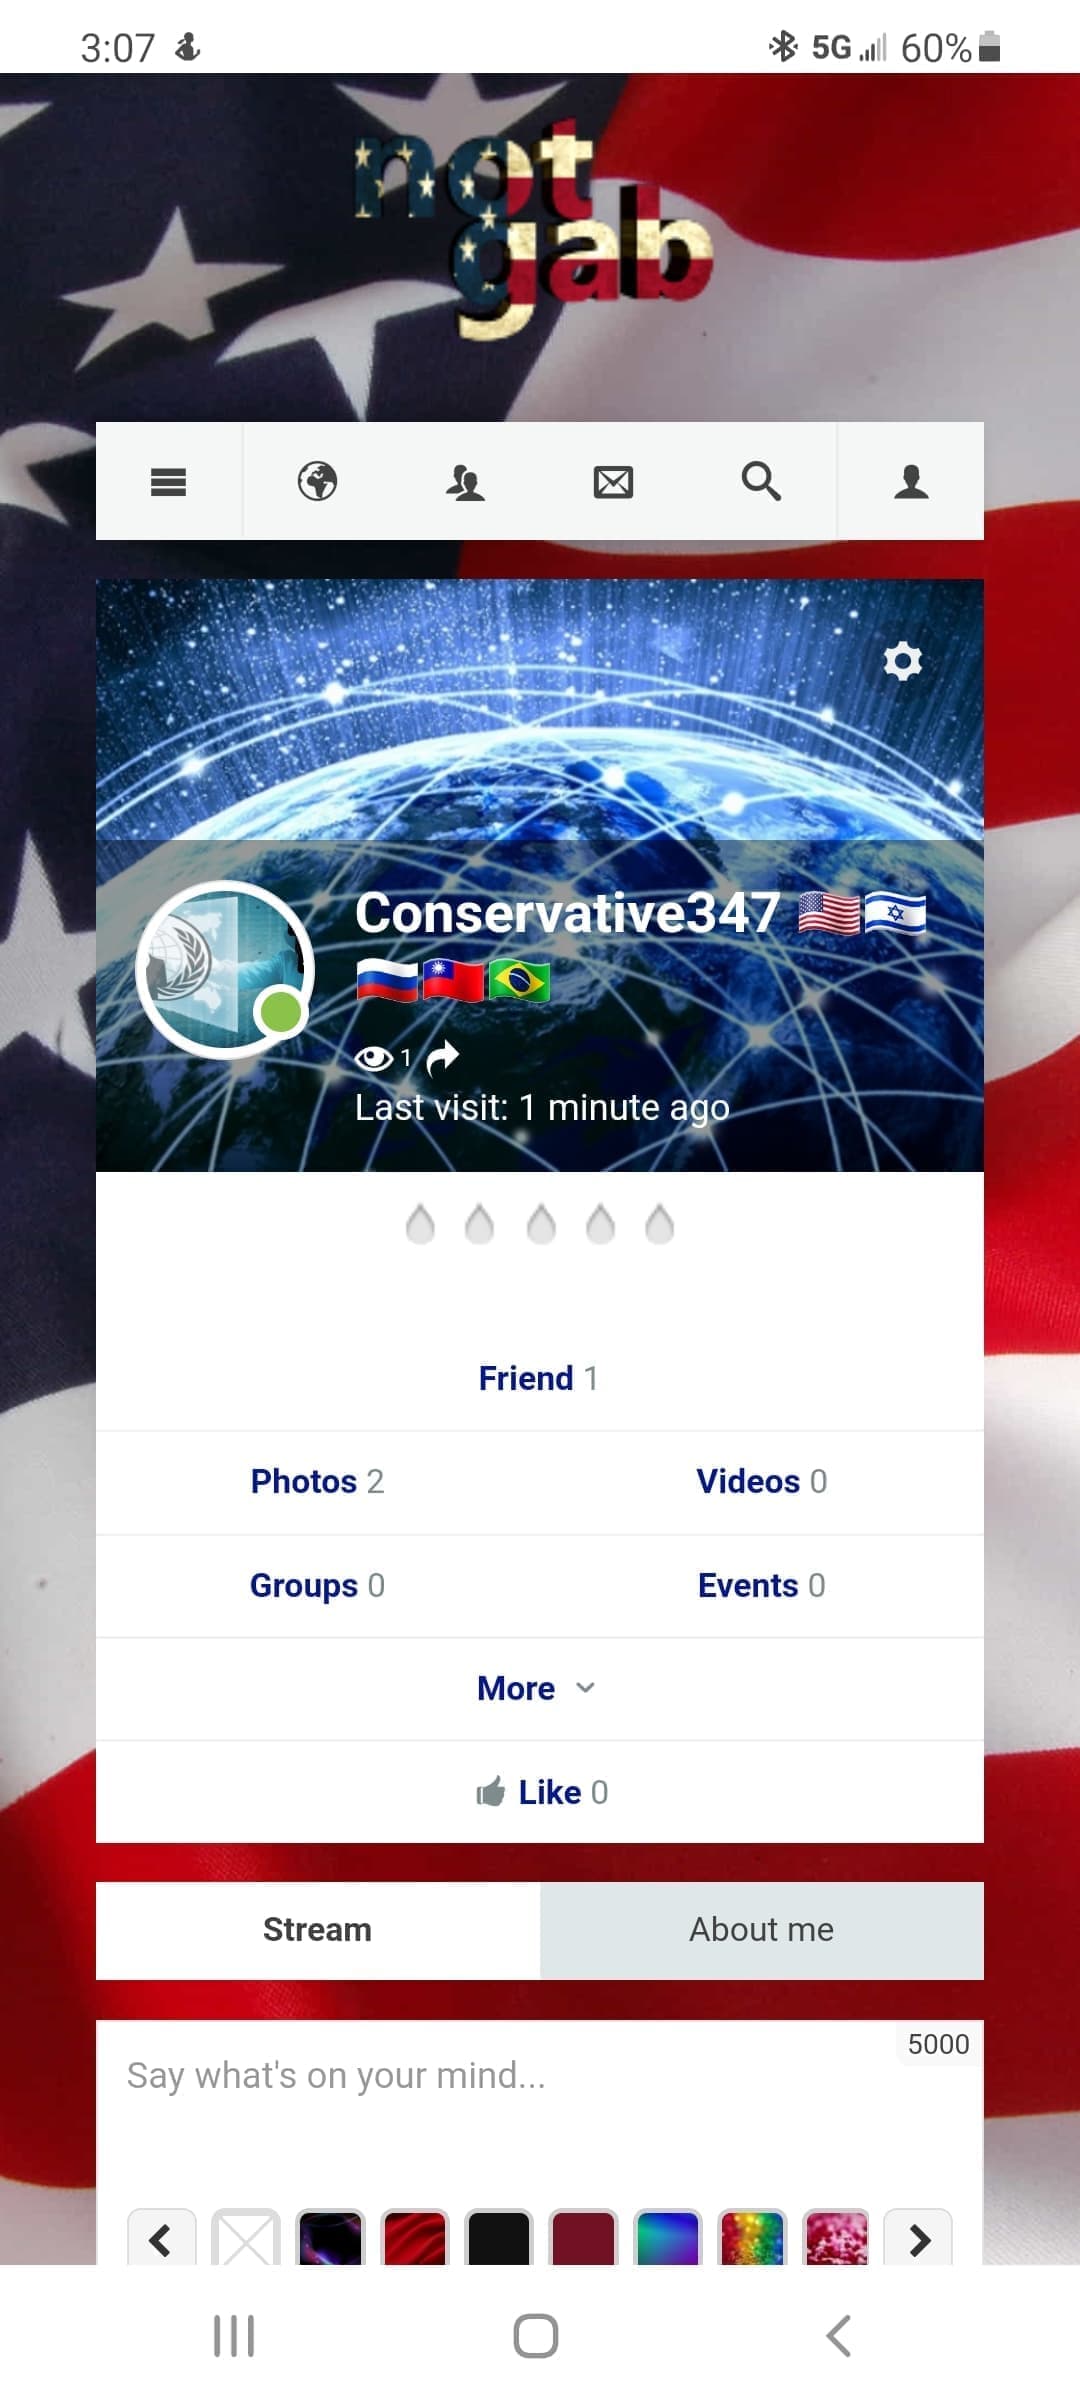 3:07
5G 60%
not
gab
Conservative347 🇺🇸🇮🇱
🇷🇺🇹🇼🇧🇷
1
Last visit: 1 minute ago
Friend 1
Photos 2
Videos 0
Groups 0
Events 0
More
Like 0
Stream
About me
5000
Say what's on your mind...